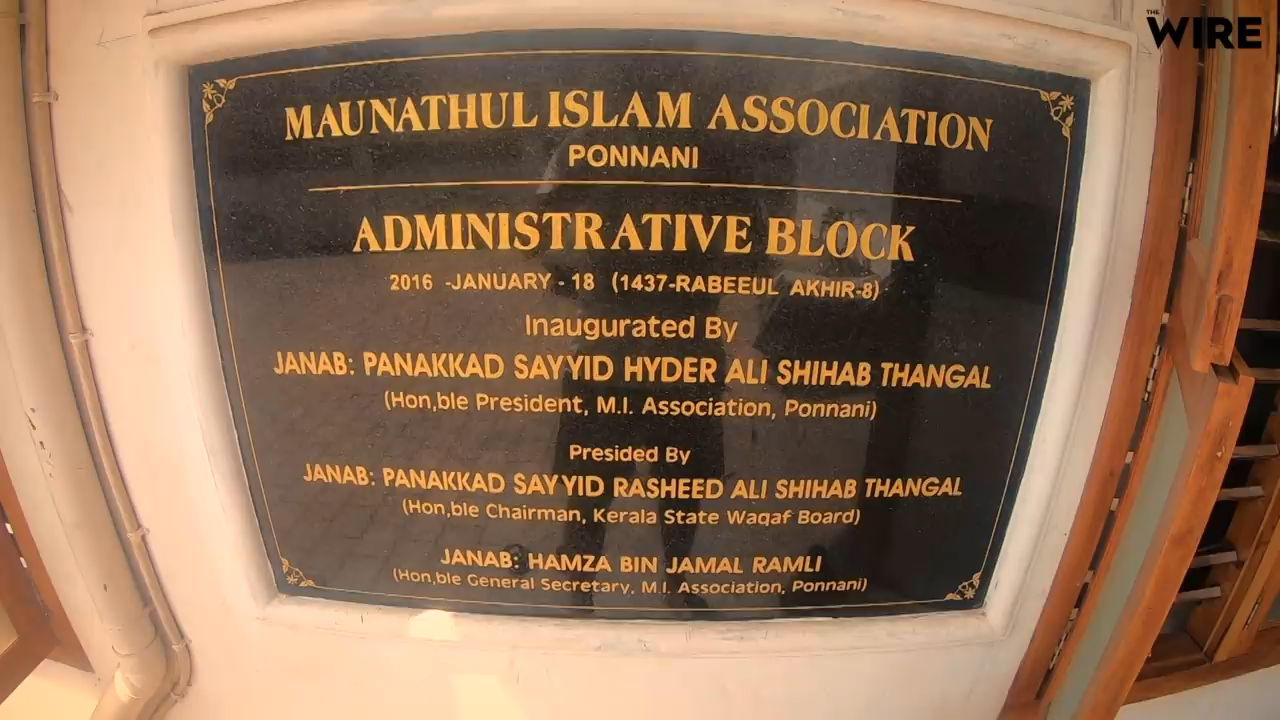 THE
WIRE
MAUNATHUL ISLAM ASSOCIATION
PONNANI
ADMINISTRATIVE BLOCK
2016 -JANUARY - 18 (1437-RABEEUL AKHIR-8)
Inaugurated By
JANAB: PANAKKAD SAYYID HYDER ALI SHIHAB THANGAL
(Hon,ble President, M.I. Association, Ponnani)
Presided By
JANAB: PANAKKAD SAYYID RASHEED ALI SHIHAB THANGAL
(Hon,ble Chairman, Kerala State Waqaf Board)
JANAB: HAMZA BIN JAMAL RAMLI
(Hon,ble General Secretary, M.I. Association, Ponnani)